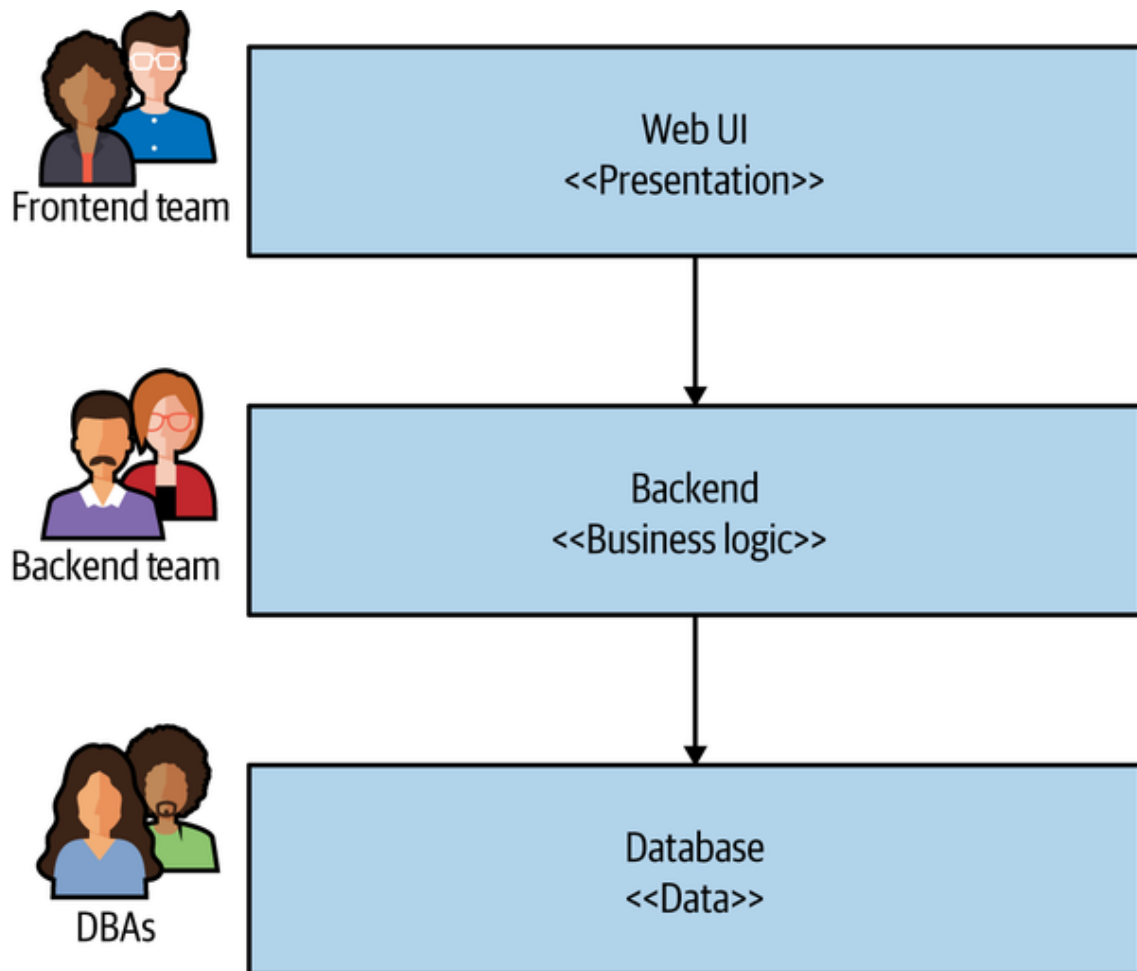 Web UI
<<Presentation>>
Frontend team
Backend
<<Business logic>>
Backend team
Database
<<Data>>
DBAs